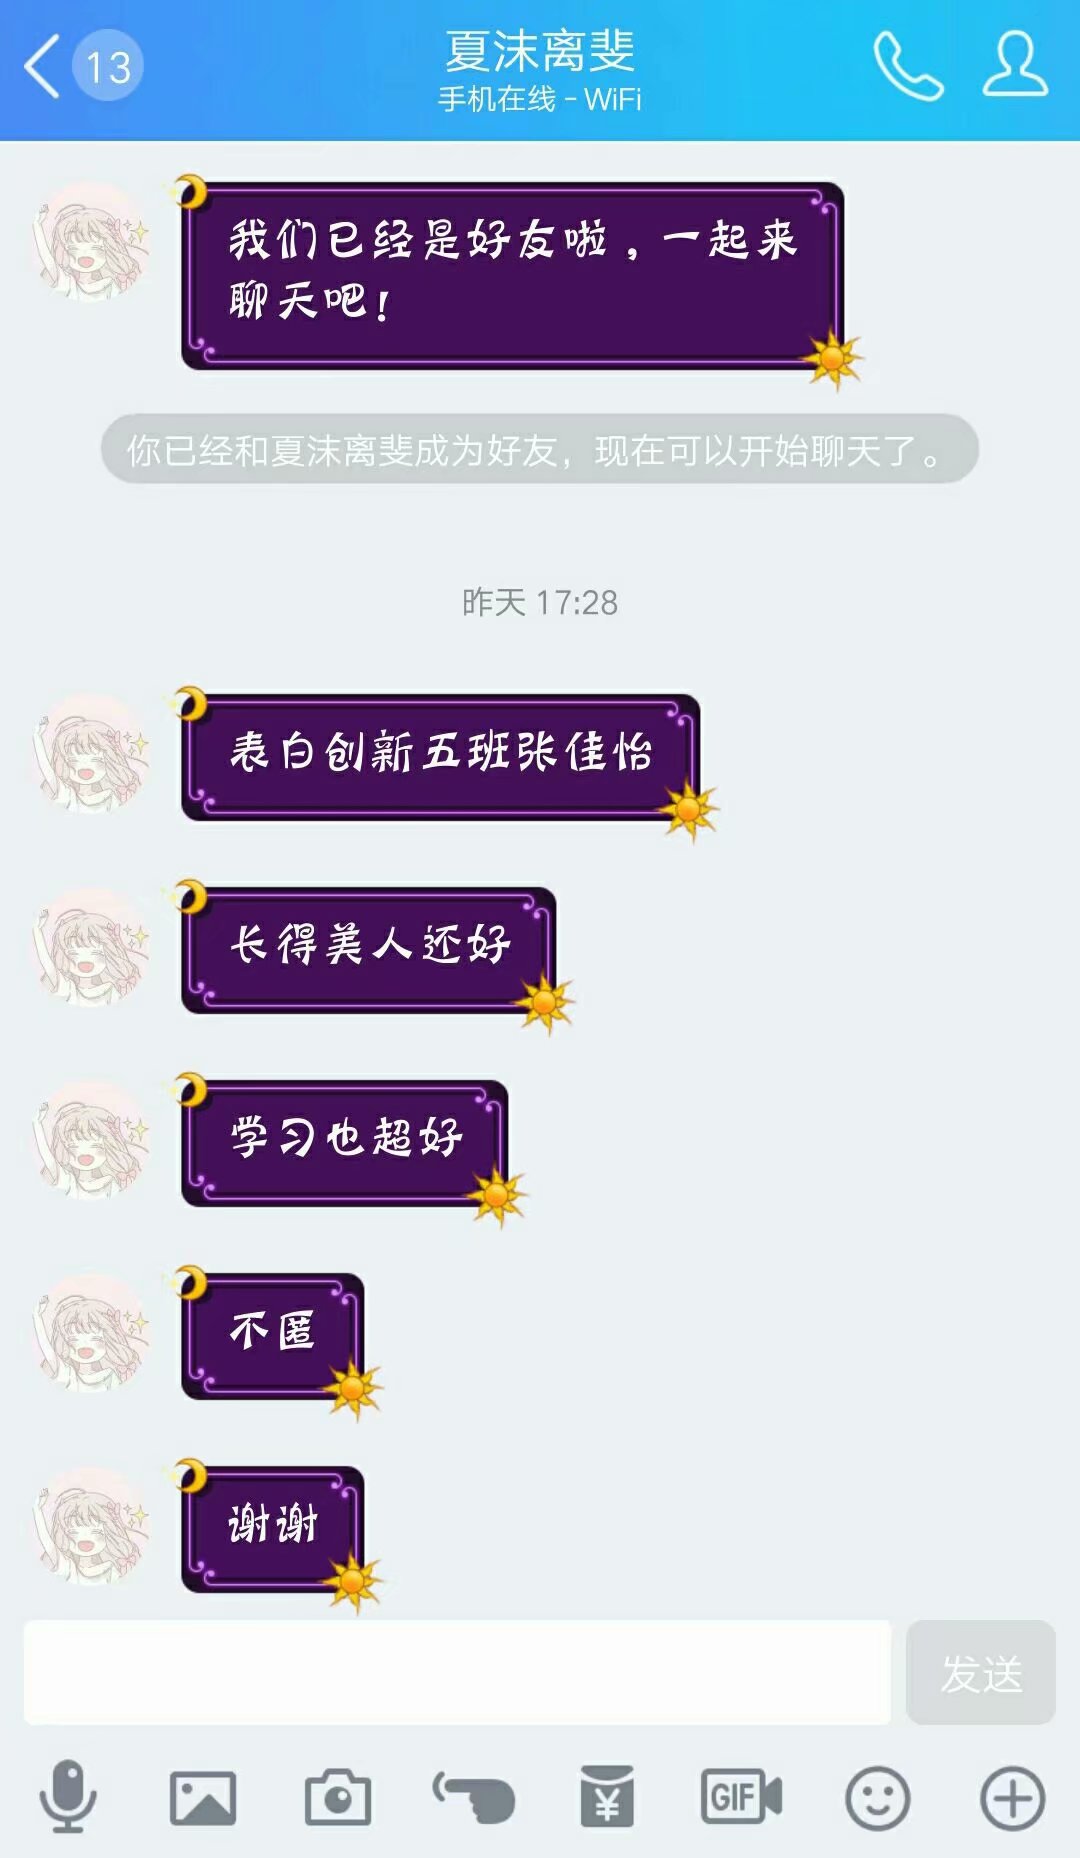 13
夏沫离斐
手机在线 - WiFi
我们已经是好友啦，一起来
聊天吧！
你已经和夏沫离斐成为好友，现在可以开始聊天了。
昨天 17:28
表白创新五班张佳怡
长得美人还好
学习也超好
不匿
谢谢
发送
GIF